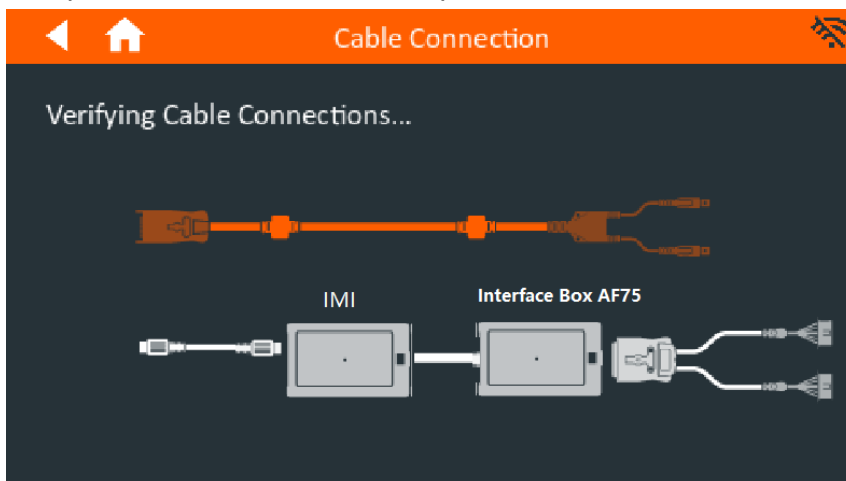 Cable Connection
Verifying Cable Connections...
IMI
Interface Box AF75